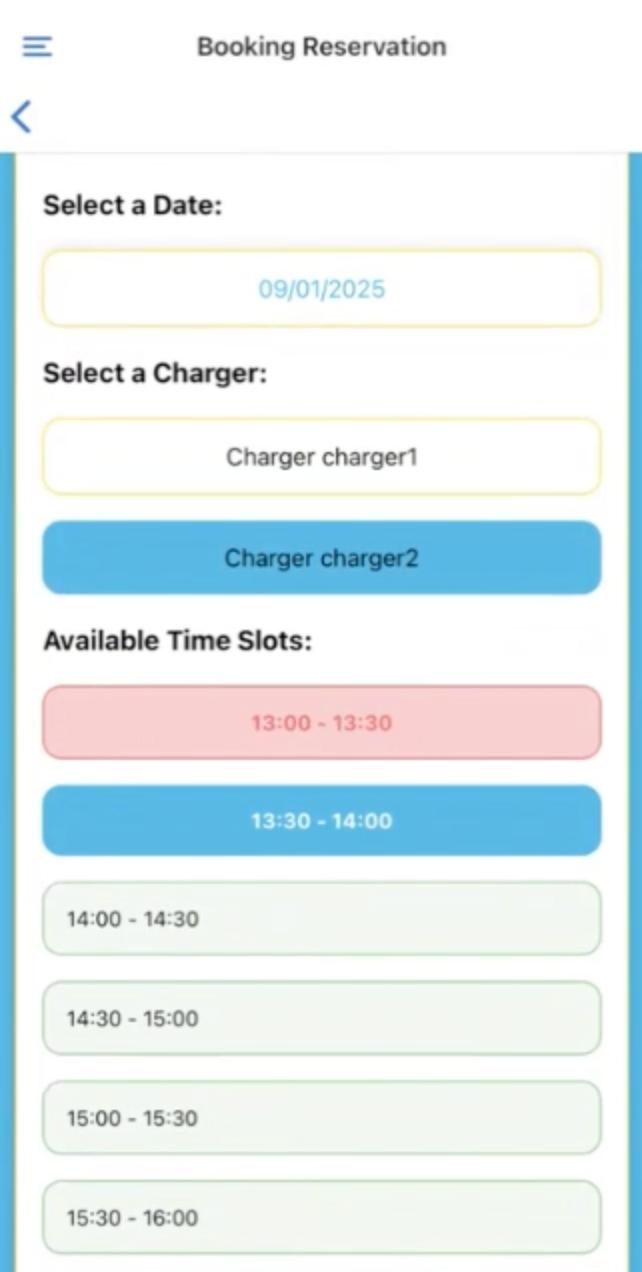 Booking Reservation
Select a Date:
09/01/2025
Select a Charger:
Charger charger1
Charger charger2
Available Time Slots:
13:00 - 13:30
13:30 - 14:00
14:00 - 14:30
14:30 - 15:00
15:00 - 15:30
15:30 - 16:00